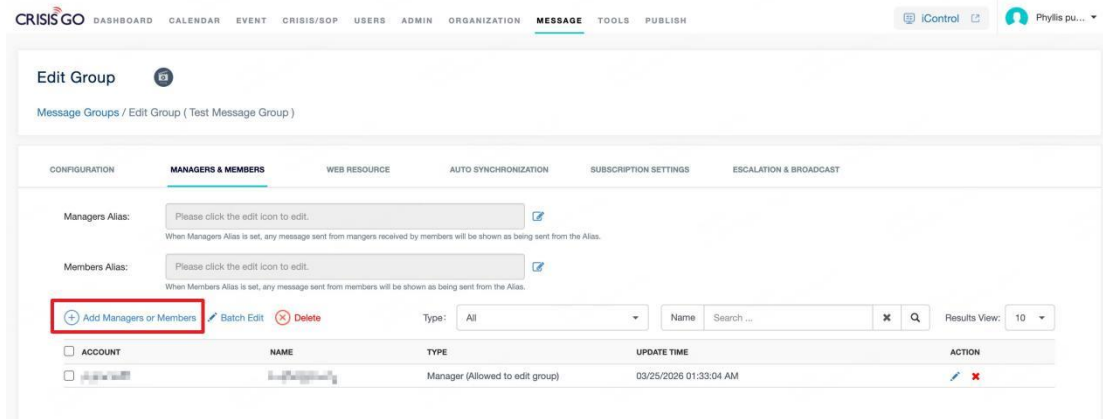 CRISIS GO DASHBOARD CALENDAR EVENT CRISIS/SOP USERS ADMIN ORGANIZATION MESSAGE TOOLS PUBLISH iControl Phyllis pu...
Edit Group
Message Groups / Edit Group ( Test Message Group )
CONFIGURATION MANAGERS & MEMBERS WEB RESOURCE AUTO SYNCHRONIZATION SUBSCRIPTION SETTINGS ESCALATION & BROADCAST
Managers Alias: Please click the edit icon to edit.
When Managers Alias is set, any message sent from mangers received by members will be shown as being sent from the Alias.
Members Alias: Please click the edit icon to edit.
When Members Alias is set, any message sent from members will be shown as being sent from the Alias.
Add Managers or Members Batch Edit Delete Type: All Name Search ... Results View: 10
ACCOUNT NAME TYPE UPDATE TIME ACTION
Manager (Allowed to edit group) 03/25/2026 01:33:04 AM